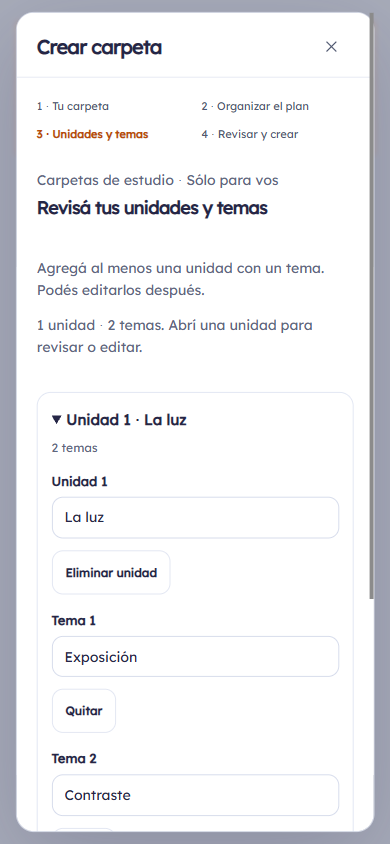 Crear carpeta
1 · Tu carpeta
2 · Organizar el plan
3 · Unidades y temas
4 · Revisar y crear
Carpetas de estudio · Sólo para vos
Revisá tus unidades y temas
Agregá al menos una unidad con un tema.
Podés editarlos después.
1 unidad · 2 temas. Abrí una unidad para
revisar o editar.
Unidad 1 · La luz
2 temas
Unidad 1
La luz
Eliminar unidad
Tema 1
Exposición
Quitar
Tema 2
Contraste